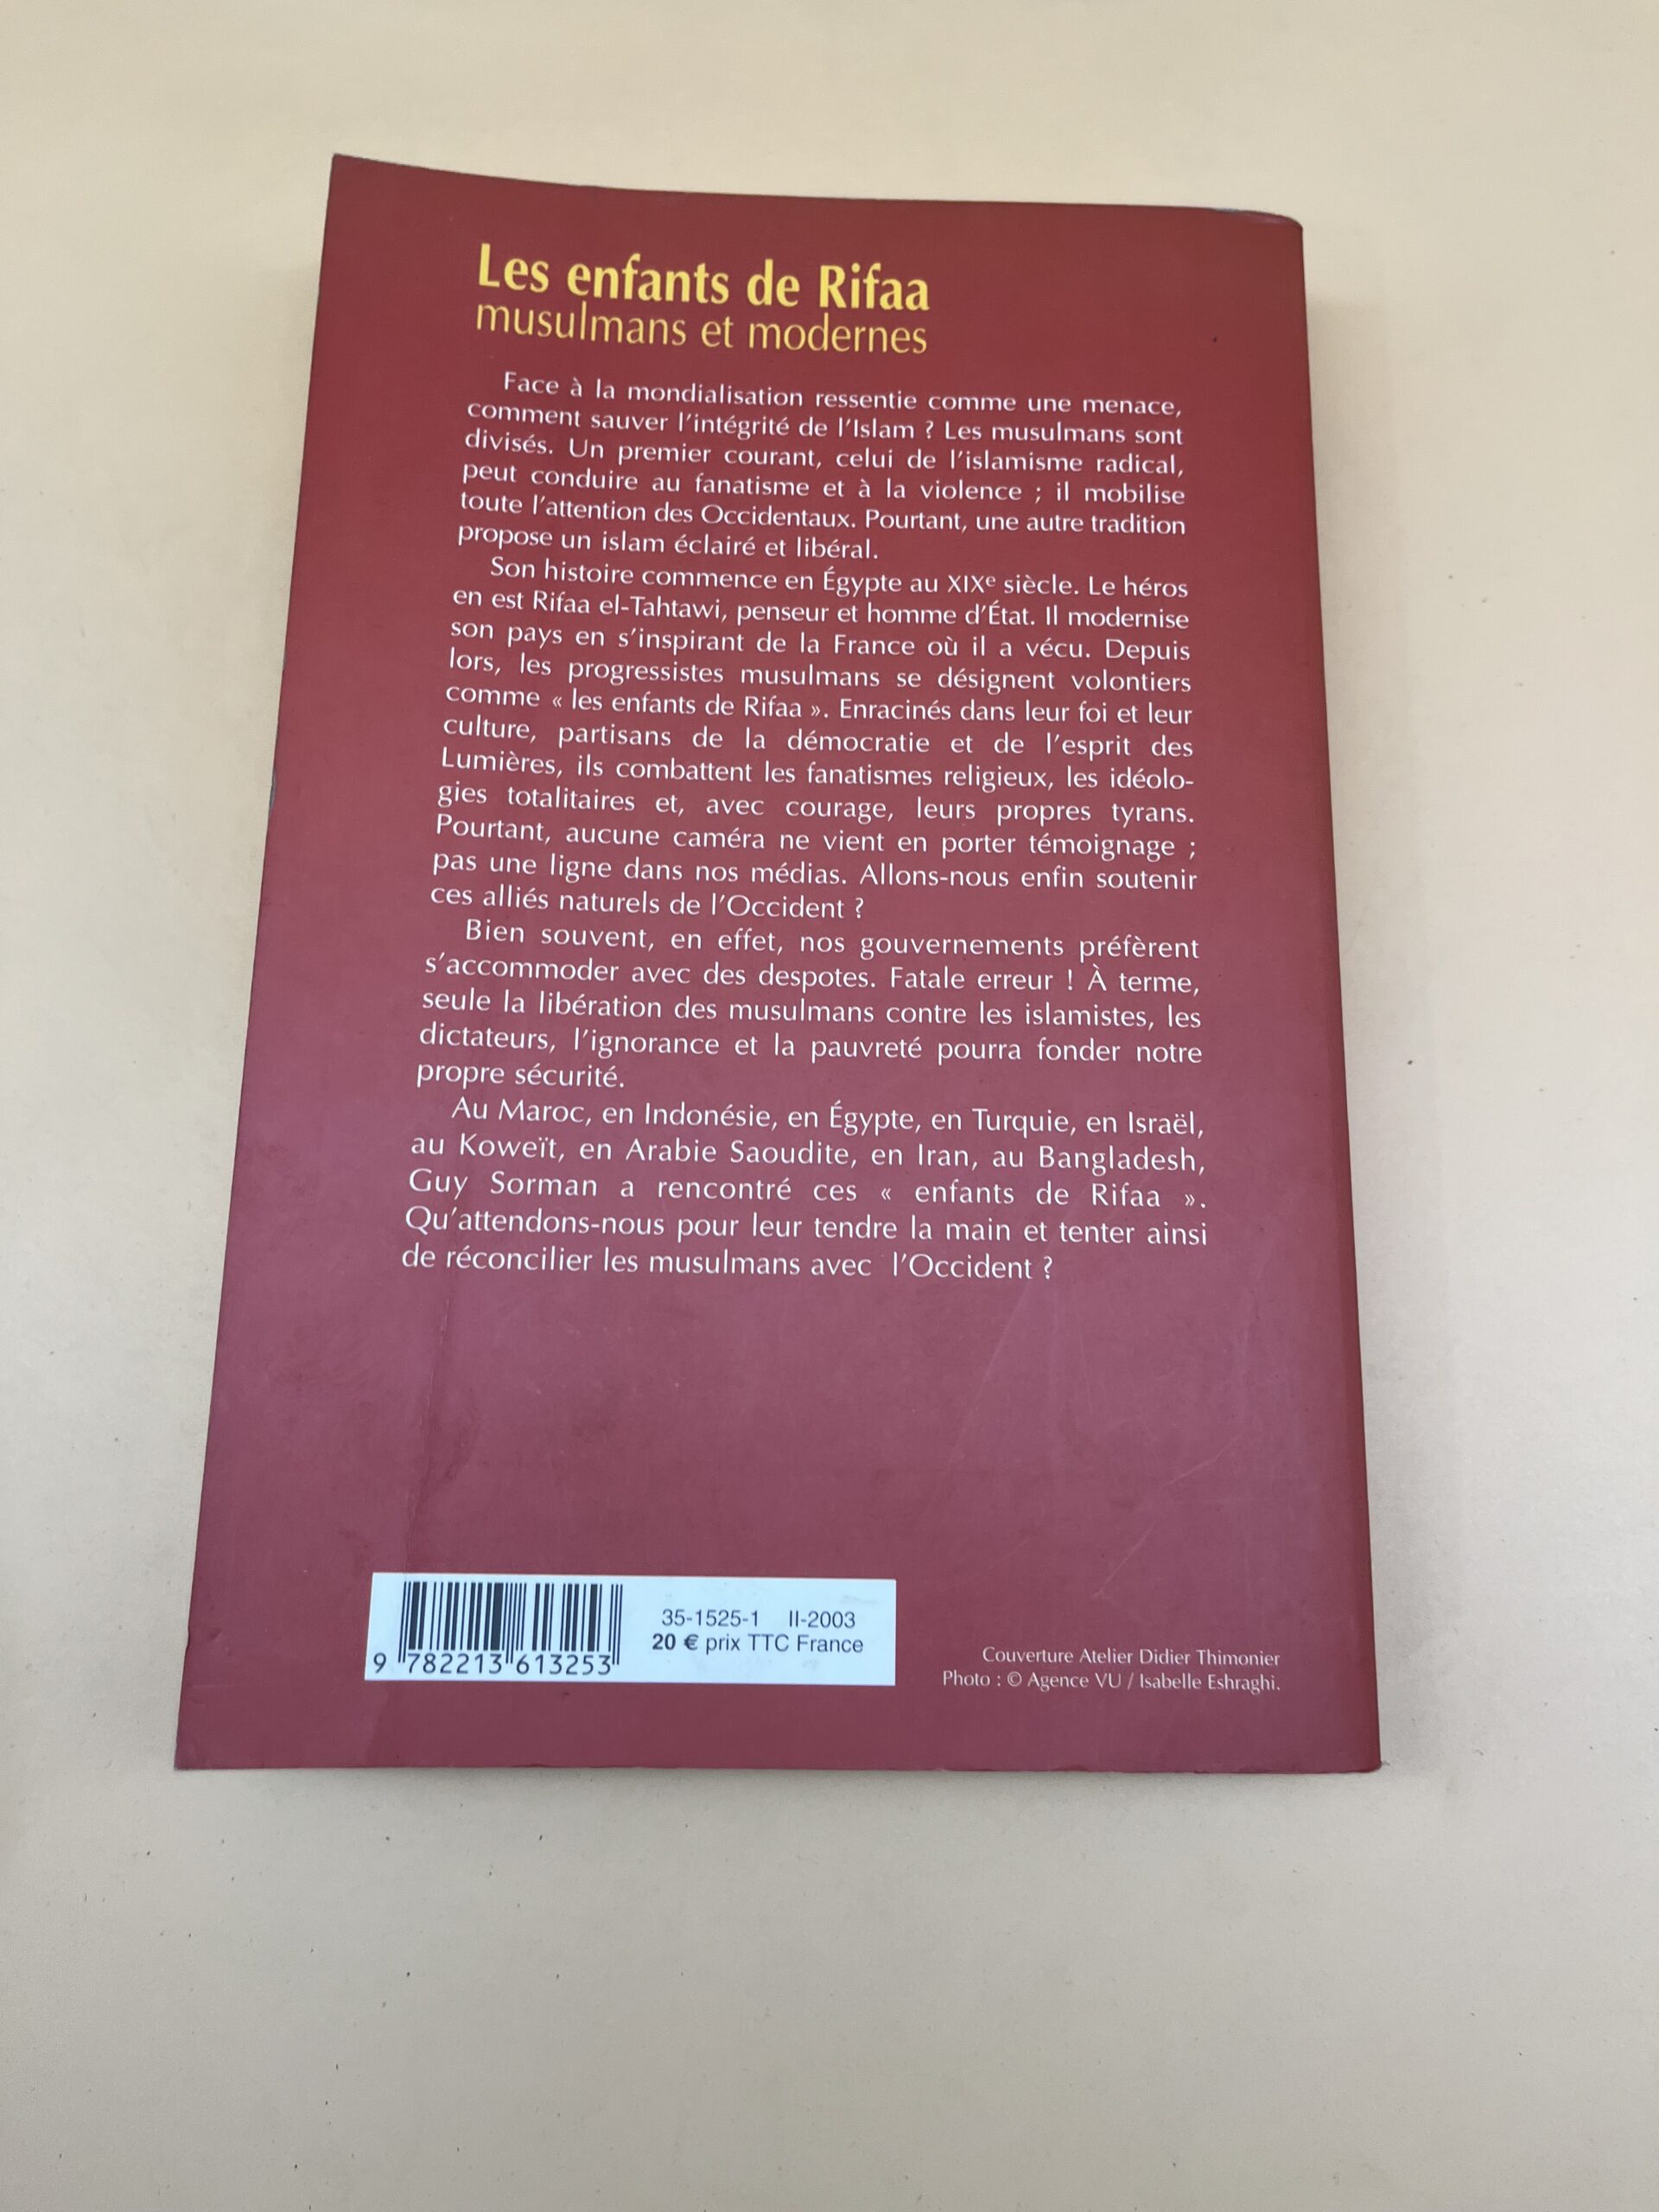 Les enfants de Rifaa
musulmans et modernes
Face à la mondialisation ressentie comme une menace,
comment sauver l'intégrité de l'Islam ? Les musulmans sont
divisés. Un premier courant, celui de l'islamisme radical,
peut conduire au fanatisme et à la violence ; il mobilise
toute l'attention des Occidentaux. Pourtant, une autre tradition
propose un islam éclairé et libéral.
Son histoire commence en Égypte au XIXe siècle. Le héros
en est Rifaa el-Tahtawi, penseur et homme d'État. Il modernise
son pays en s'inspirant de la France où il a vécu. Depuis
lors, les progressistes musulmans se désignent volontiers
comme « les enfants de Rifaa ». Enracinés dans leur foi et leur
culture, partisans de la démocratie et de l'esprit des
Lumières, ils combattent les fanatismes religieux, les idéolo-
gies totalitaires et, avec courage, leurs propres tyrans.
Pourtant, aucune caméra ne vient en porter témoignage ;
pas une ligne dans nos médias. Allons-nous enfin soutenir
ces alliés naturels de l'Occident ?
Bien souvent, en effet, nos gouvernements préfèrent
s'accommoder avec des despotes. Fatale erreur ! À terme,
seule la libération des musulmans contre les islamistes, les
dictateurs, l'ignorance et la pauvreté pourra fonder notre
propre sécurité.
Au Maroc, en Indonésie, en Égypte, en Turquie, en Israël,
au Koweït, en Arabie Saoudite, en Iran, au Bangladesh,
Guy Sorman a rencontré ces « enfants de Rifaa ».
Qu'attendons-nous pour leur tendre la main et tenter ainsi
de réconcilier les musulmans avec l'Occident ?
35-1525-1 II-2003
20 € prix TTC France
9 782213 613253
Couverture Atelier Didier Thimonier
Photo : © Agence VU / Isabelle Eshraghi.